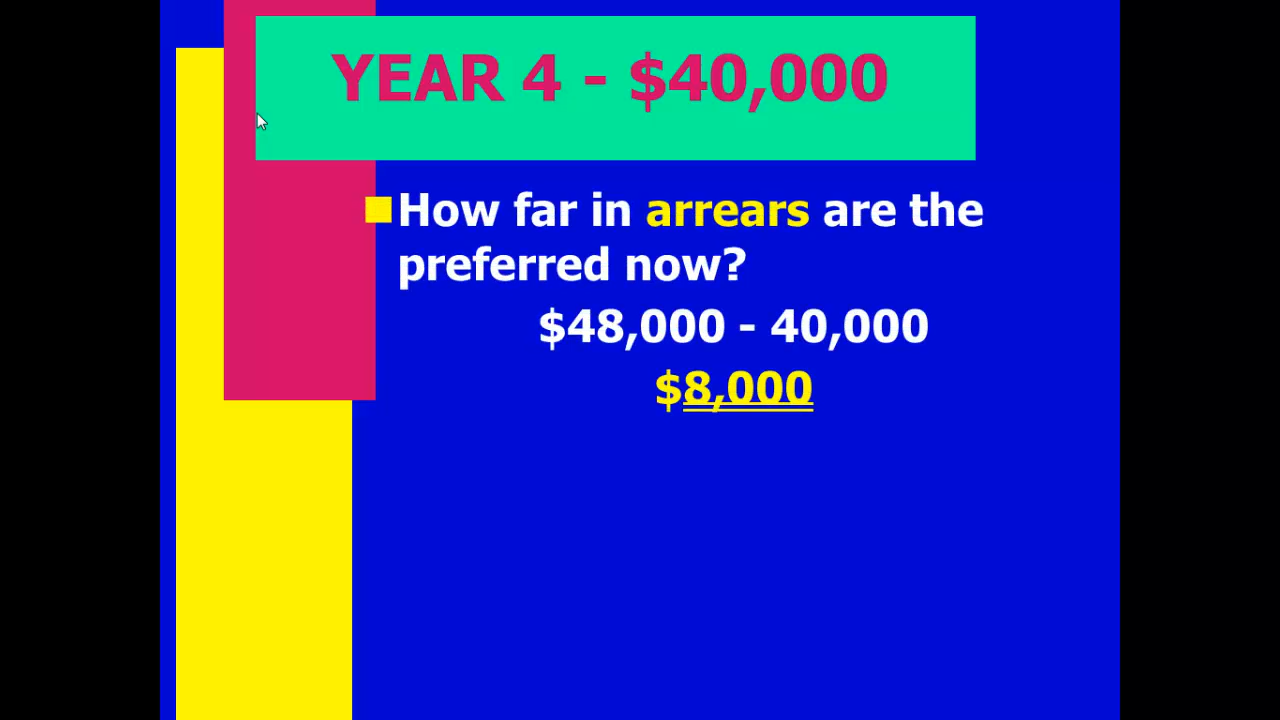 YEAR 4 - $40,000
How far in arrears are the
preferred now?
$48,000 - 40,000
$8,000